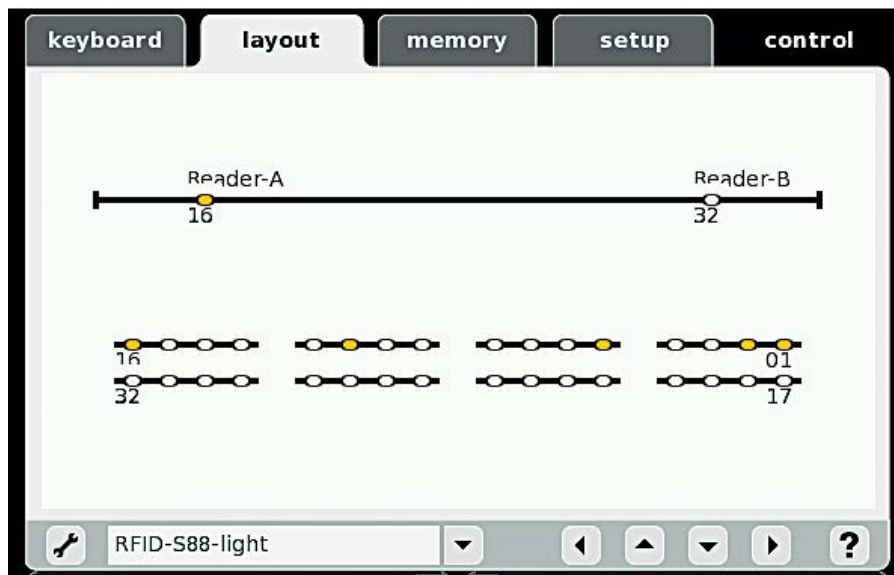 keyboard layout memory setup control
Reader-A Reader-B
16 32
16 01
32 17
RFID-S88-light ?